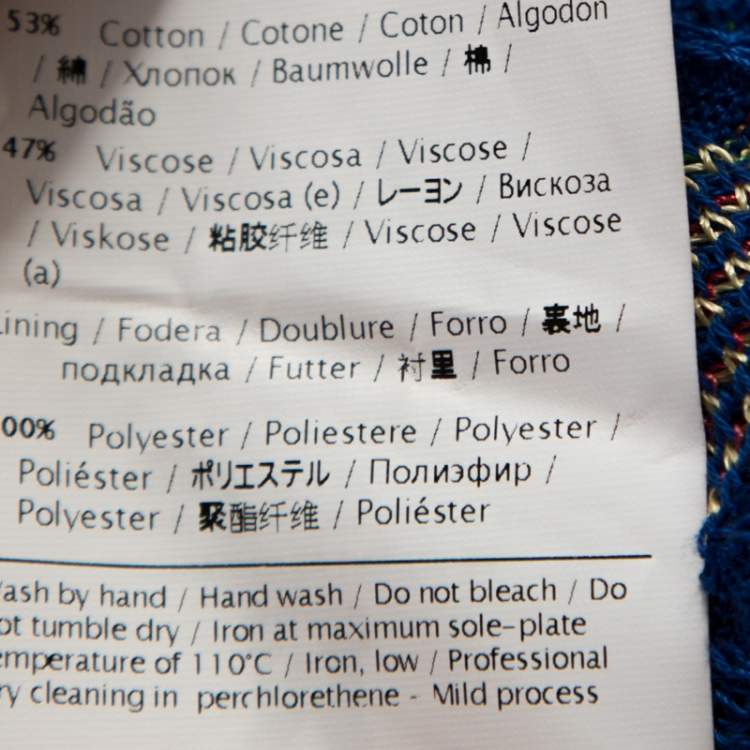 53% Cotton / Cotone / Coton / Algodón
/ 綿 / Хлопок / Baumwolle / 棉 /
Algodão
47% Viscose / Viscosa / Viscose /
Viscosa / Viscosa (e) / レーヨン / Вискоза
/ Viskose / 粘胶纤维 / Viscose / Viscose
(a)
ining / Fodera / Doublure / Forro / 裏地 /
подкладка / Futter / 衬里 / Forro
00% Polyester / Poliestere / Polyester /
Poliéster / ポリエステル / Полиэфир /
Polyester / 聚酯纤维 / Poliéster
ash by hand / Hand wash / Do not bleach / Do
ot tumble dry / Iron at maximum sole-plate
emperature of 110°C / Iron, low / Professional
ry cleaning in perchlorethene - Mild process